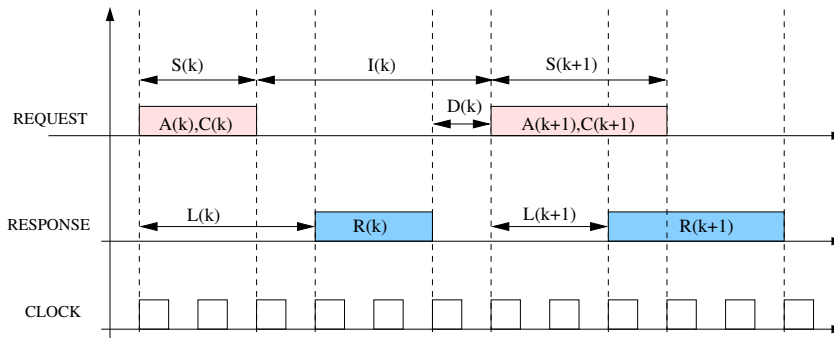 S(k)
I(k)
S(k+1)
D(k)
REQUEST
A(k),C(k)
A(k+1),C(k+1)
L(k)
L(k+1)
RESPONSE
R(k)
R(k+1)
CLOCK